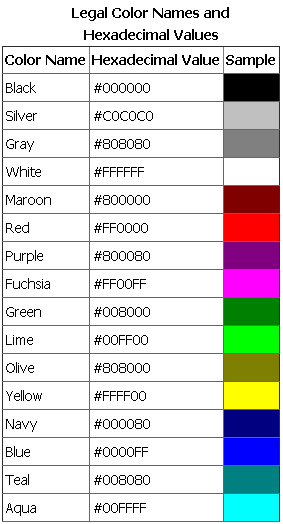 Legal Color Names and
Hexadecimal Values
Color Name Hexadecimal Value Sample
Black #000000
Silver #C0C0C0
Gray #808080
White #FFFFFF
Maroon #800000
Red #FF0000
Purple #800080
Fuchsia #FF00FF
Green #008000
Lime #00FF00
Olive #808000
Yellow #FFFF00
Navy #000080
Blue #0000FF
Teal #008080
Aqua #00FFFF